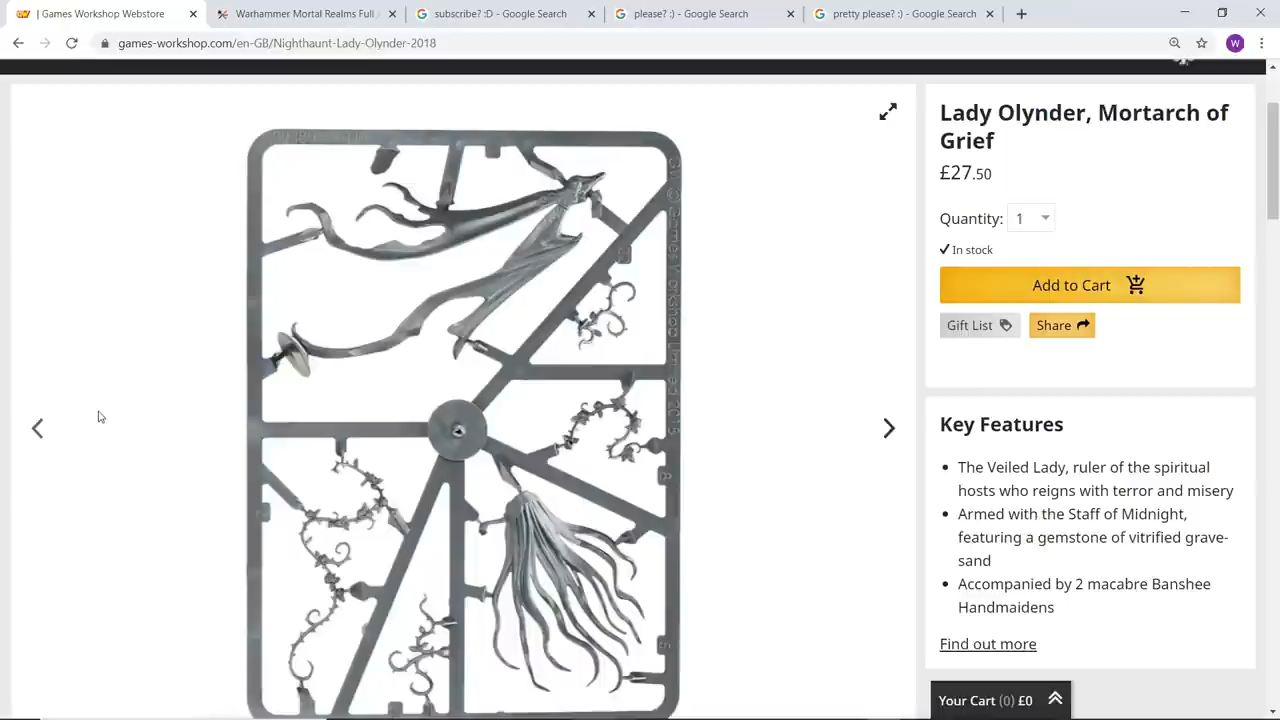 | Games Workshop Webstore
Warhammer Mortal Realms Full
subscribe? :D - Google Search
please? :) - Google Search
pretty please? :) - Google Search
games-workshop.com/en-GB/Nighthaunt-Lady-Olynder-2018
W
Lady Olynder, Mortarch of
Grief
£27.50
Quantity: 1
In stock
Add to Cart
Gift List
Share
Key Features
The Veiled Lady, ruler of the spiritual
hosts who reigns with terror and misery
Armed with the Staff of Midnight,
featuring a gemstone of vitrified grave-
sand
Accompanied by 2 macabre Banshee
Handmaidens
Find out more
Your Cart (0) £0